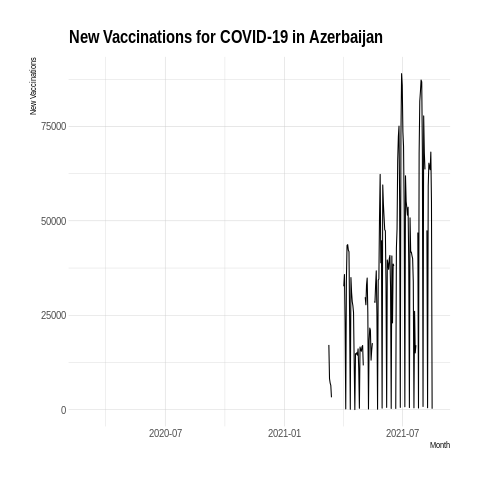 New Vaccinations for COVID-19 in Azerbaijan
New Vaccinations
75000
50000
25000
0
2020-07
2021-01
2021-07
Month